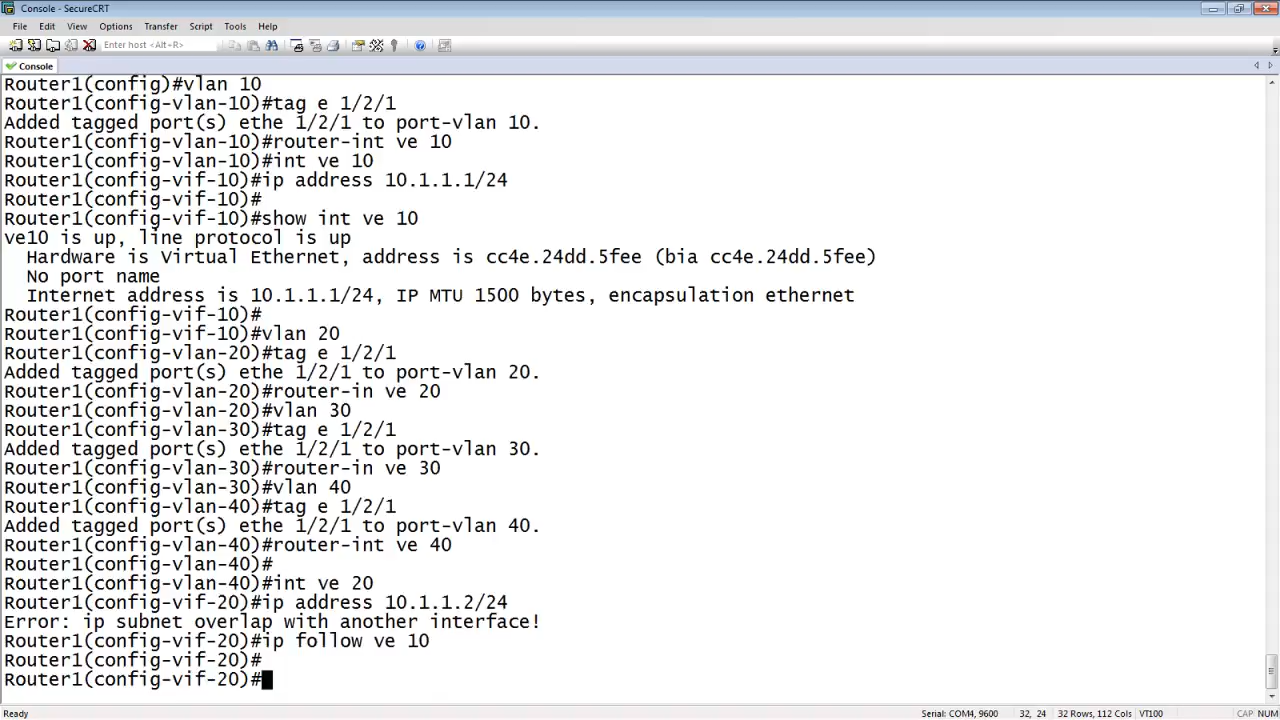 Console - SecureCRT
File Edit View Options Transfer Script Tools Help
Enter host <Alt+R>
Console
Router1(config)#vlan 10
Router1(config-vlan-10)#tag e 1/2/1
Added tagged port(s) ethe 1/2/1 to port-vlan 10.
Router1(config-vlan-10)#router-int ve 10
Router1(config-vlan-10)#int ve 10
Router1(config-vif-10)#ip address 10.1.1.1/24
Router1(config-vif-10)#
Router1(config-vif-10)#show int ve 10
ve10 is up, line protocol is up
Hardware is Virtual Ethernet, address is cc4e.24dd.5fee (bia cc4e.24dd.5fee)
No port name
Internet address is 10.1.1.1/24, IP MTU 1500 bytes, encapsulation ethernet
Router1(config-vif-10)#
Router1(config-vif-10)#vlan 20
Router1(config-vlan-20)#tag e 1/2/1
Added tagged port(s) ethe 1/2/1 to port-vlan 20.
Router1(config-vlan-20)#router-in ve 20
Router1(config-vlan-20)#vlan 30
Router1(config-vlan-30)#tag e 1/2/1
Added tagged port(s) ethe 1/2/1 to port-vlan 30.
Router1(config-vlan-30)#router-in ve 30
Router1(config-vlan-30)#vlan 40
Router1(config-vlan-40)#tag e 1/2/1
Added tagged port(s) ethe 1/2/1 to port-vlan 40.
Router1(config-vlan-40)#router-int ve 40
Router1(config-vlan-40)#
Router1(config-vlan-40)#int ve 20
Router1(config-vif-20)#ip address 10.1.1.2/24
Error: ip subnet overlap with another interface!
Router1(config-vif-20)#ip follow ve 10
Router1(config-vif-20)#
Router1(config-vif-20)#
Ready Serial: COM4, 9600 32, 24 32 Rows, 112 Cols VT100 CAP NUM